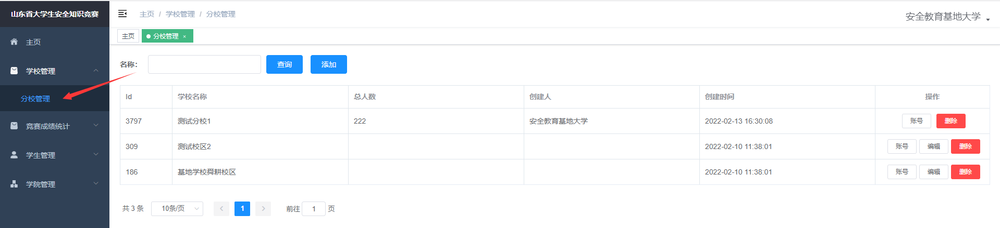 山东省大学生安全知识竞赛
主页 / 学校管理 / 分校管理
安全教育基地大学
主页
分校管理 ×
主页
学校管理
分校管理
竞赛成绩统计
学生管理
学院管理
名称: 查询 添加
Id 学校名称 总人数 创建人 创建时间 操作
3797 测试分校1 222 安全教育基地大学 2022-02-13 16:30:08 账号 删除
309 测试校区2 2022-02-10 11:38:01 账号 编辑 删除
186 基地学校舜耕校区 2022-02-10 11:38:01 账号 编辑 删除
共 3 条 10条/页 < 1 > 前往 1 页